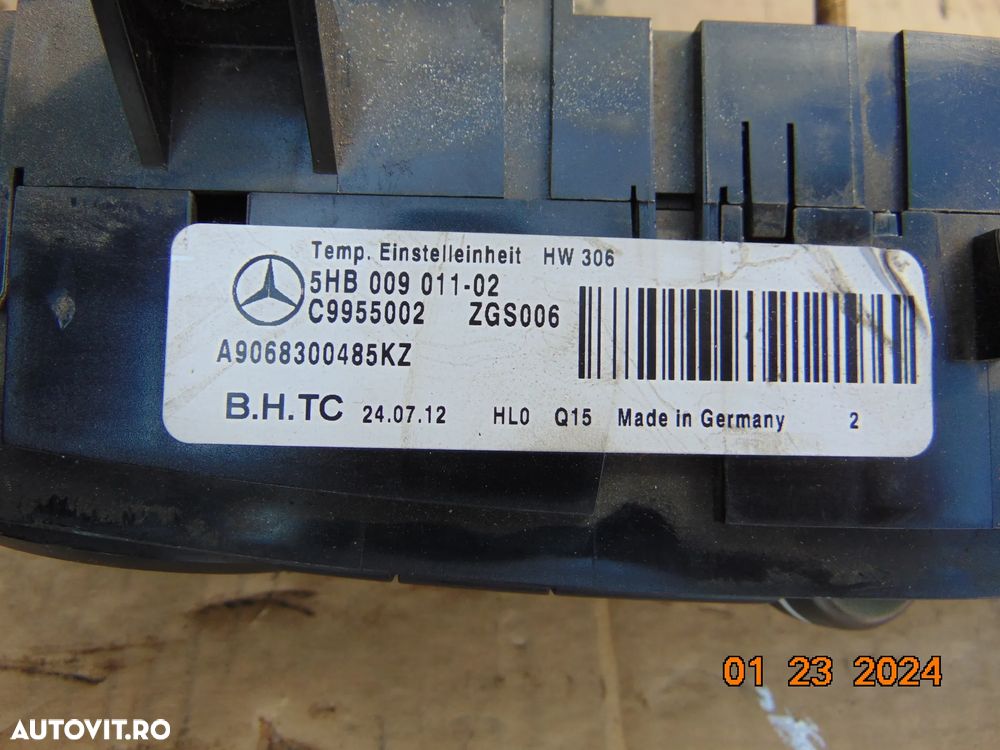 Temp. Einstelleinheit HW 306
5HB 009 011-02
C9955002 ZGS006
A9068300485KZ
B.H.TC 24.07.12 HL0 Q15 Made in Germany 2
01 23 2024
AUTOVIT.RO